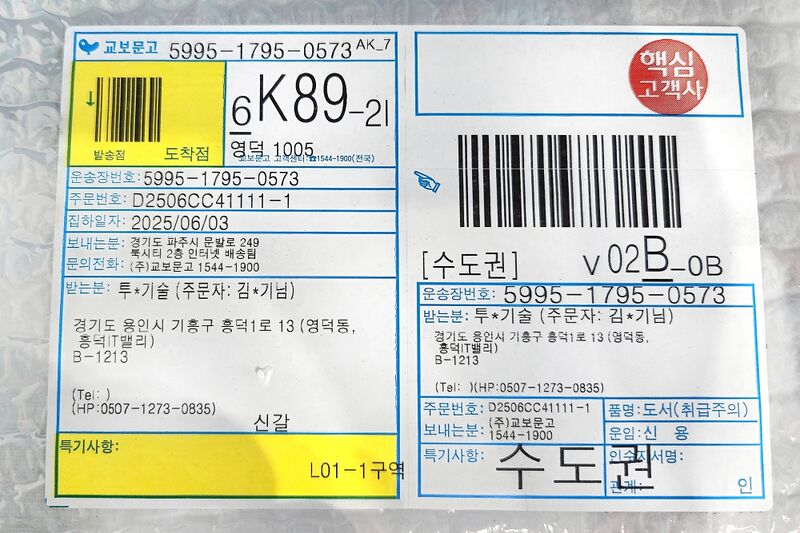 교보문고 5995-1795-0573 AK_7
6K89-21
발송점 도착점
영덕 1005
교보문고 고객센터:☎1544-1900(전국)
운송장번호: 5995-1795-0573
주문번호: D2506CC41111-1
집하일자: 2025/06/03
보내는분: 경기도 파주시 문발로 249
북시티 2층 인터넷 배송팀
문의전화: (주)교보문고 1544-1900
받는분: 투*기술 (주문자: 김*기님)
경기도 용인시 기흥구 흥덕1로 13 (영덕동,
흥덕IT밸리)
B-1213
(Tel: )
(HP:0507-1273-0835)
신갈
특기사항:
L01-1구역
핵심
고객사
[수도권] V 02B-0B
운송장번호: 5995-1795-0573
받는분: 투*기술 (주문자: 김*기님)
경기도 용인시 기흥구 흥덕1로 13 (영덕동,
흥덕IT밸리)
B-1213
(Tel: )(HP:0507-1273-0835)
주문번호: D2506CC41111-1 품명: 도서(취급주의)
보내는분: (주)교보문고
1544-1900
운임: 신 용
특기사항: 수도권
인수자서명:
관계: 인